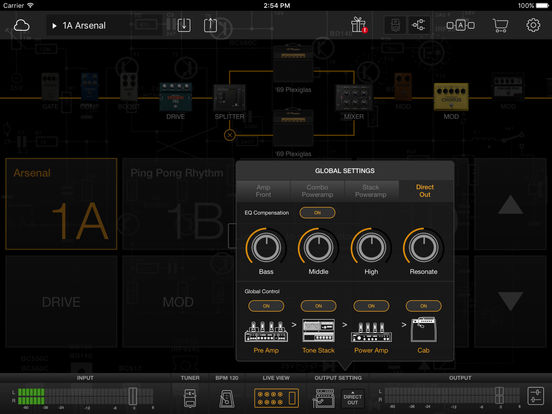 Carrier
2:54 PM
100%
1A Arsenal
GATE
COMP
BOOST
DRIVE
SPLITTER
'69 Plexiglas
'69 Plexiglas
MIXER
MOD
MOD
MOD
Arsenal
1A
Ping Pong Rhythm
1B
DRIVE
MOD
GLOBAL SETTINGS
Amp Front
Combo Poweramp
Stack Poweramp
Direct Out
EQ Compensation
ON
Bass
Middle
High
Resonate
Global Control
ON
ON
ON
ON
Pre Amp
>
Tone Stack
>
Power Amp
>
Cab
INPUT
TUNER
BPM 120
LIVE VIEW
OUTPUT SETTING
OUTPUT
L
R
DIRECT OUT
L
R